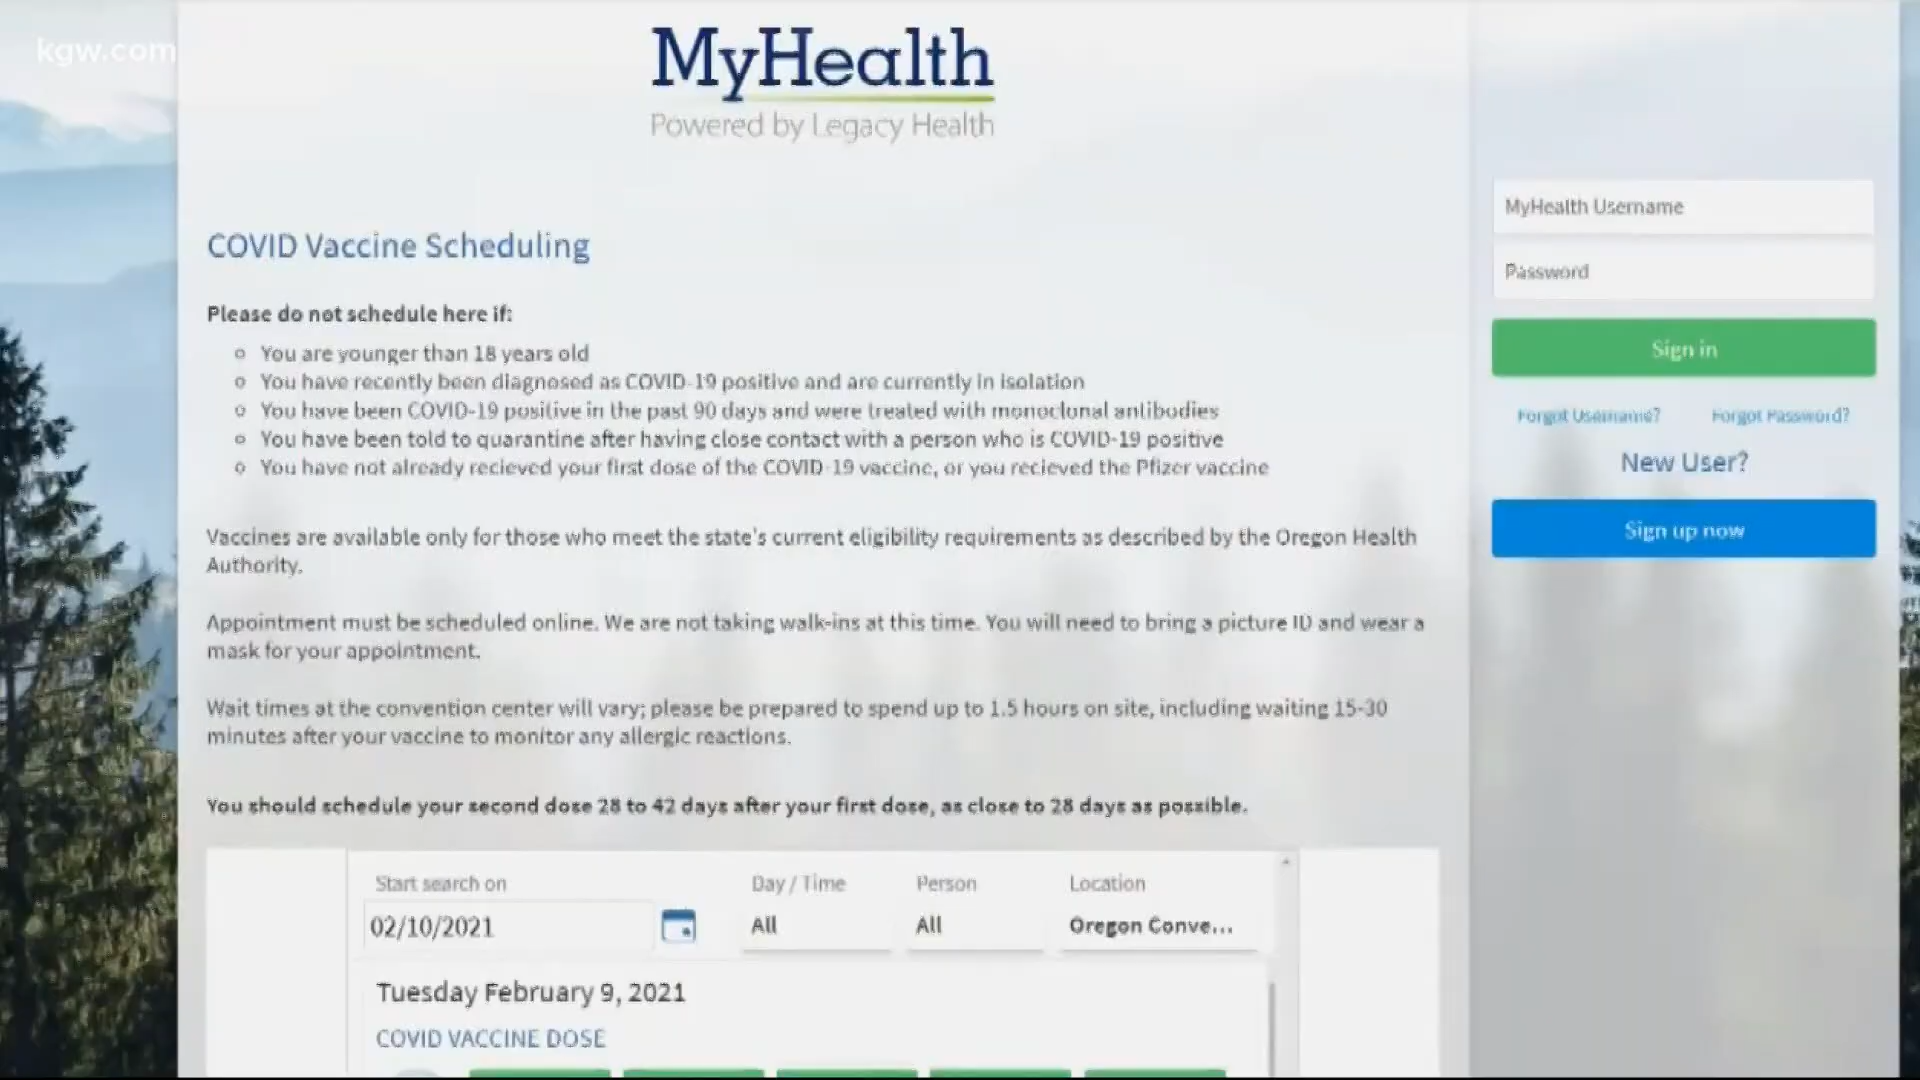 kgw.com
MyHealth
Powered by Legacy Health
COVID Vaccine Scheduling
Please do not schedule here if:
You are younger than 18 years old
You have recently been diagnosed as COVID-19 positive and are currently in isolation
You have been COVID-19 positive in the past 90 days and were treated with monoclonal antibodies
You have been told to quarantine after having close contact with a person who is COVID-19 positive
You have not already recieved your first dose of the COVID-19 vaccine, or you recieved the Pfizer vaccine
Vaccines are available only for those who meet the state's current eligibility requirements as described by the Oregon Health
Authority.
Appointment must be scheduled online. We are not taking walk-ins at this time. You will need to bring a picture ID and wear a
mask for your appointment.
Wait times at the convention center will vary; please be prepared to spend up to 1.5 hours on site, including waiting 15-30
minutes after your vaccine to monitor any allergic reactions.
You should schedule your second dose 28 to 42 days after your first dose, as close to 28 days as possible.
Start search on
Day / Time
Person
Location
02/10/2021
All
All
Oregon Conve...
Tuesday February 9, 2021
COVID VACCINE DOSE
MyHealth Username
Password
Sign in
Forgot Username?
Forgot Password?
New User?
Sign up now